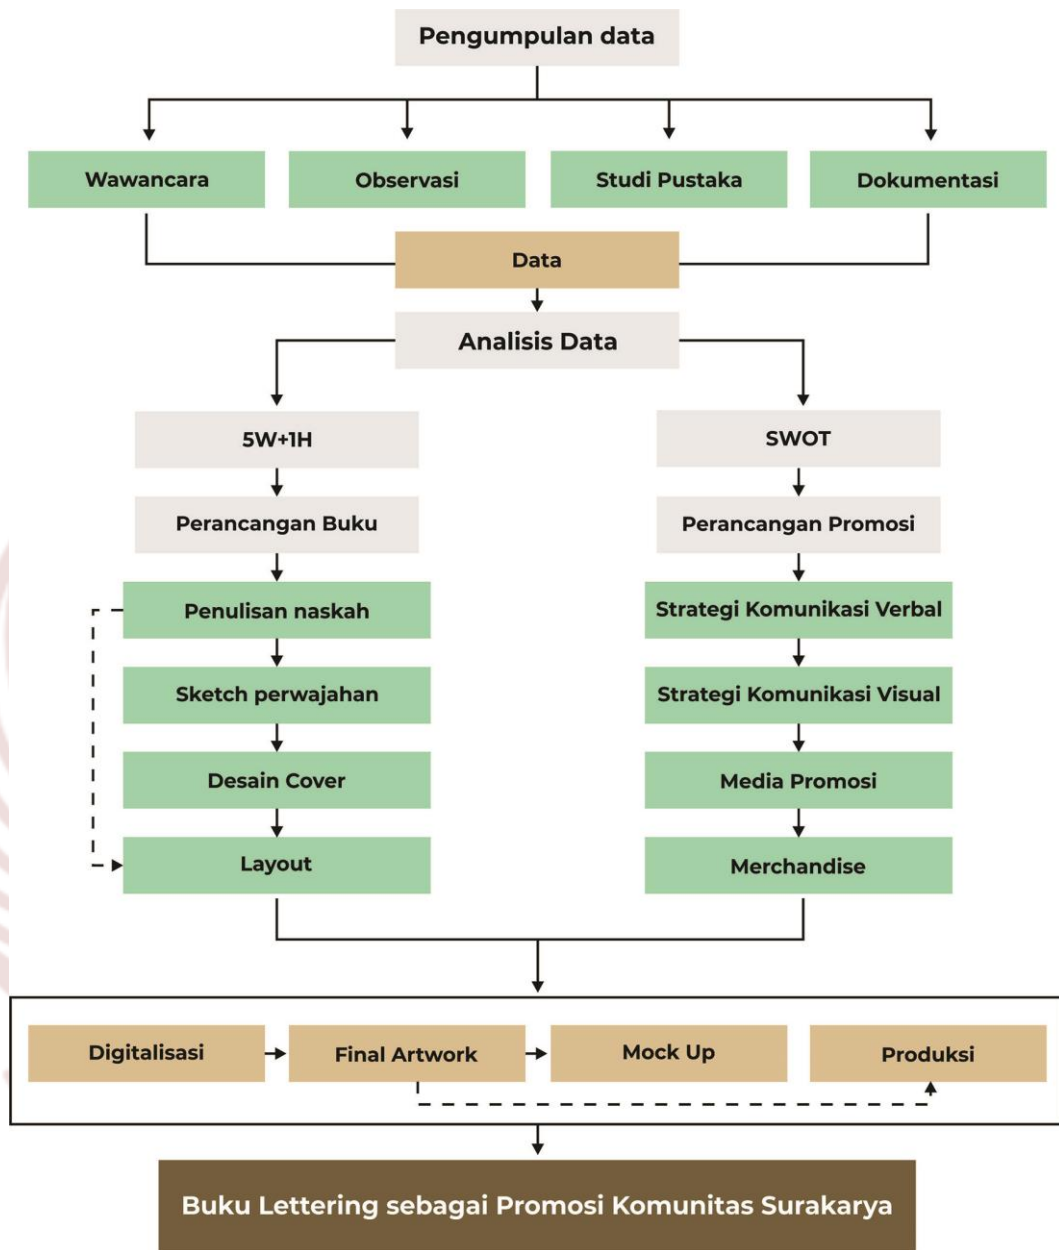 Pengumpulan data
Wawancara
Observasi
Studi Pustaka
Dokumentasi
Data
Analisis Data
5W+1H
SWOT
Perancangan Buku
Perancangan Promosi
Penulisan naskah
Strategi Komunikasi Verbal
Sketch perwajahan
Strategi Komunikasi Visual
Desain Cover
Media Promosi
Layout
Merchandise
Digitalisasi
Final Artwork
Mock Up
Produksi
Buku Lettering sebagai Promosi Komunitas Surakarya